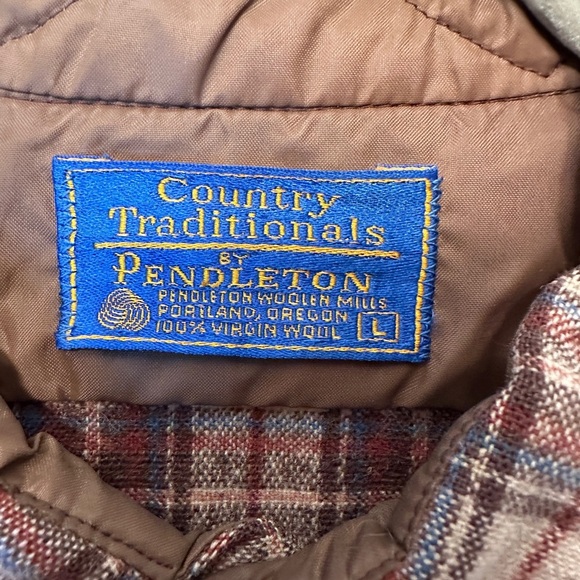 Country
Traditionals
BY
PENDLETON
PENDLETON WOOLEN MILLS
PORTLAND, OREGON
100% VIRGIN WOOL L